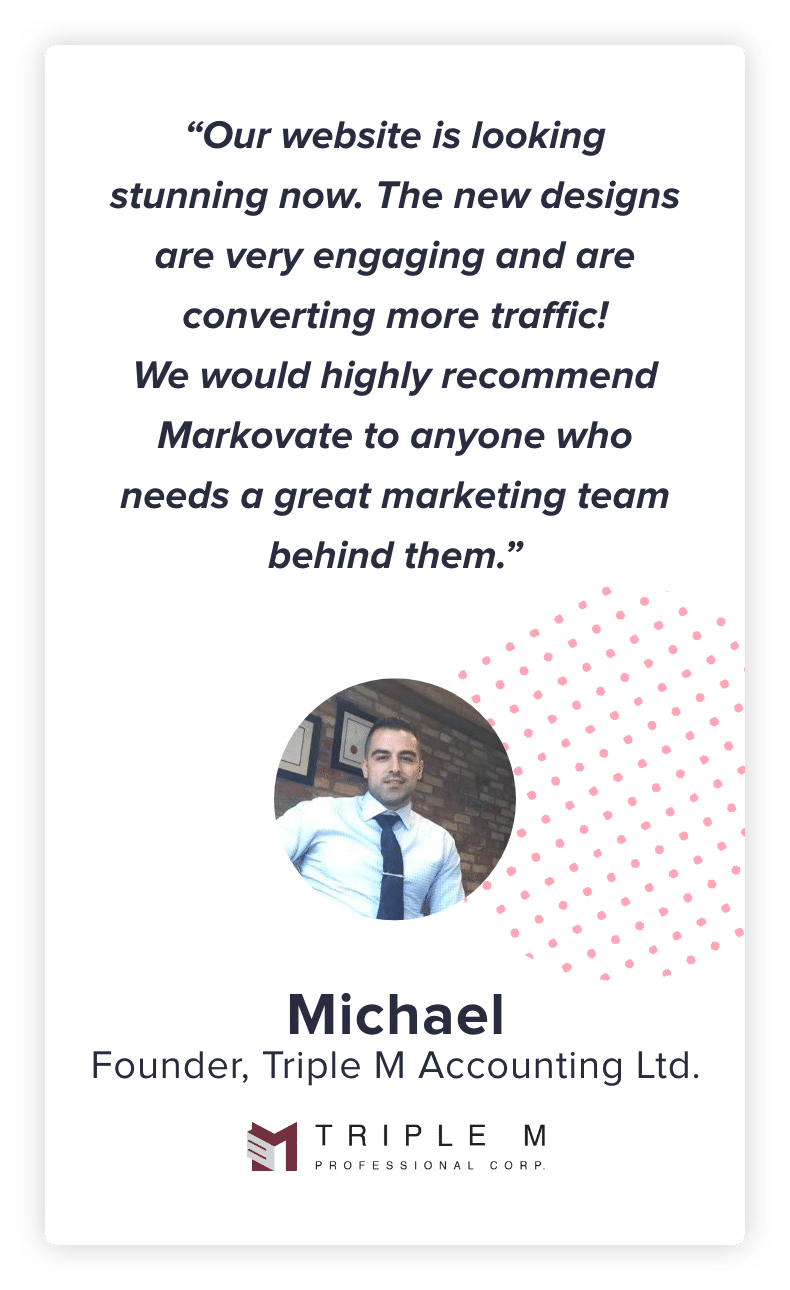 “Our website is looking
stunning now. The new designs
are very engaging and are
converting more traffic!
We would highly recommend
Markovate to anyone who
needs a great marketing team
behind them.”
Michael
Founder, Triple M Accounting Ltd.
TRIPLE M
PROFESSIONAL CORP.